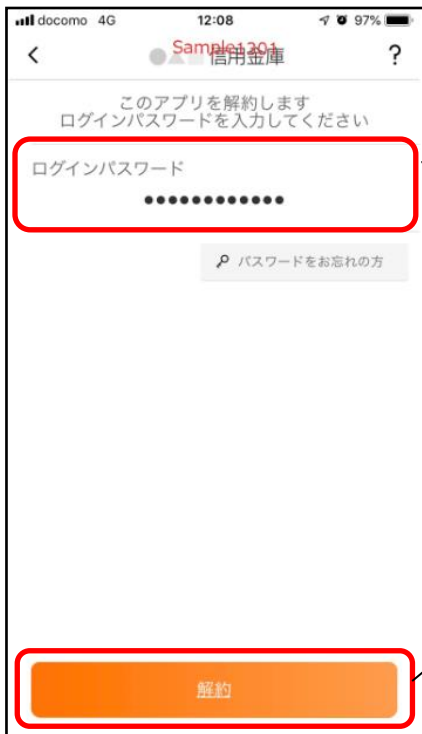 docomo 4G 12:08 97%
Sample1201
●▲■信用金庫 ?
このアプリを解約します
ログインパスワードを入力してください
ログインパスワード
●●●●●●●●●●●●
パスワードをお忘れの方
解約